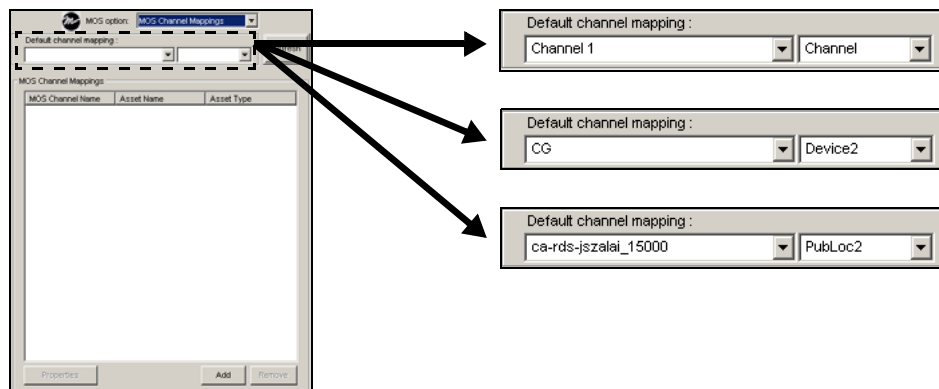 MOS option: MOS Channel Mappings
Default channel mapping :
MOS Channel Mappings
MOS Channel Name Asset Name Asset Type
Properties Add Remove
Default channel mapping :
Channel 1 Channel
Default channel mapping :
CG Device2
Default channel mapping :
ca-rds-jszalai_15000 PubLoc2